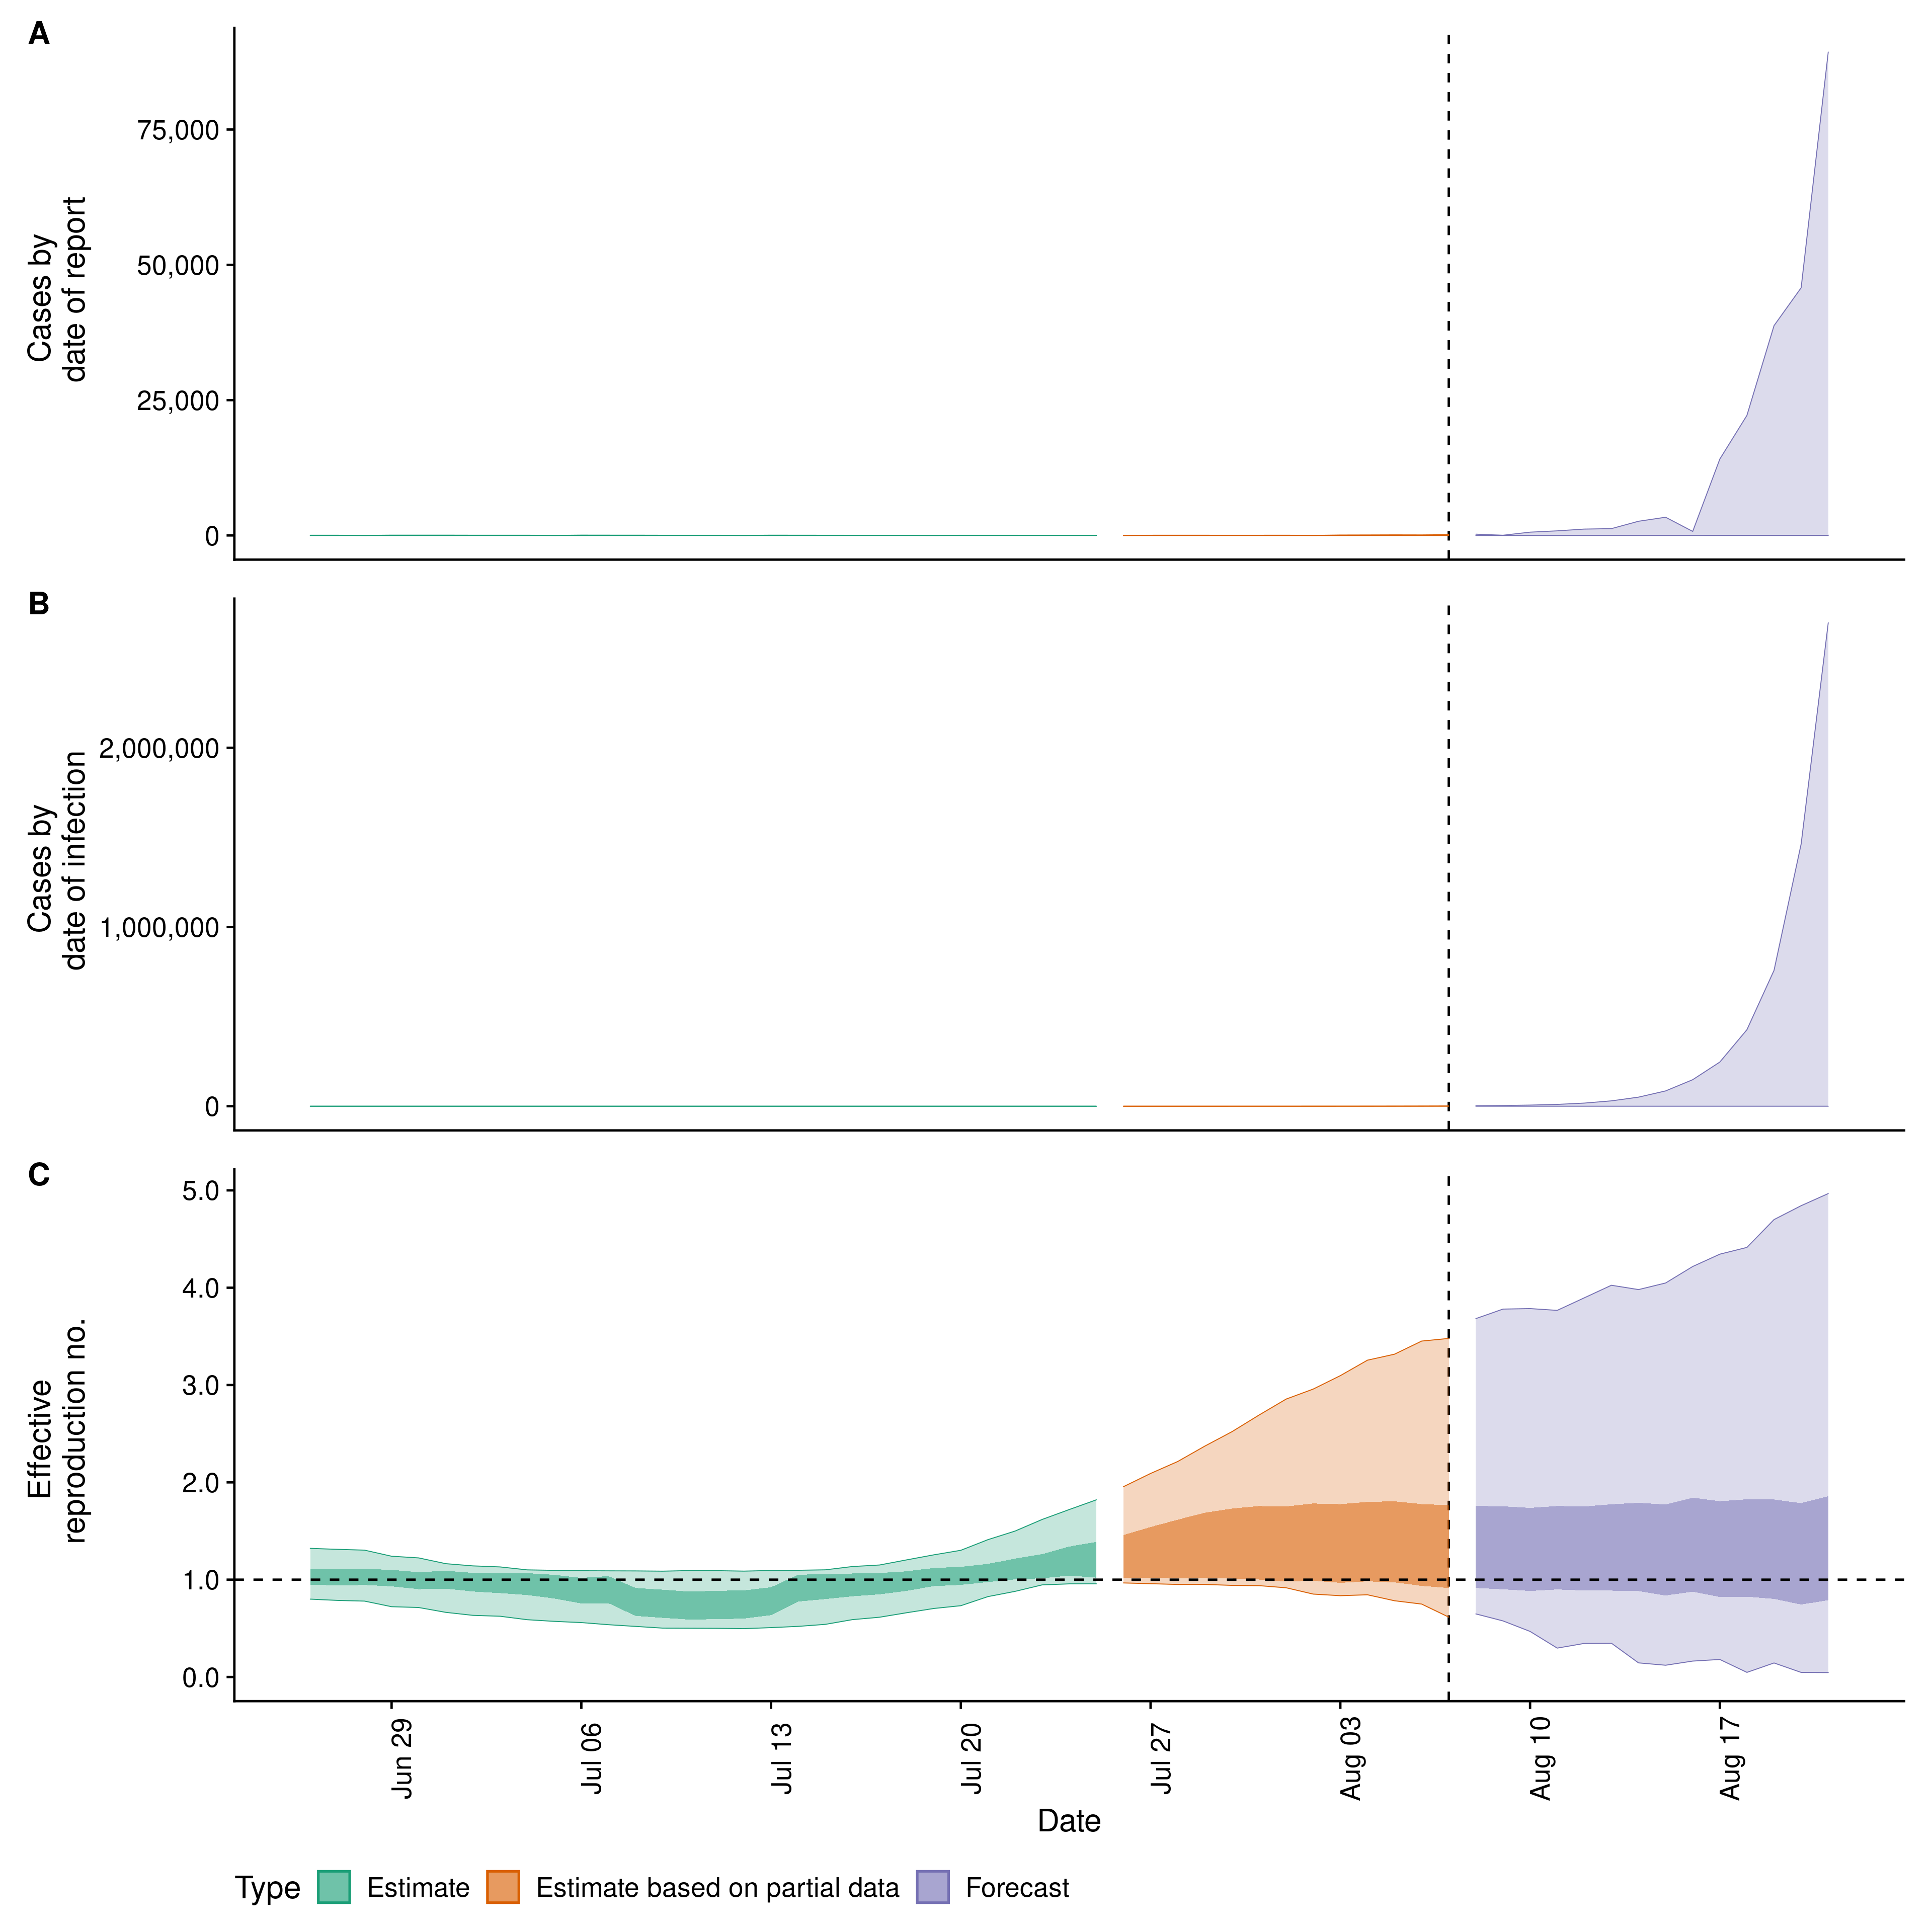 A
Cases by
date of report
75,000
50,000
25,000
0
B
Cases by
date of infection
2,000,000
1,000,000
0
C
Effective
reproduction no.
5.0
4.0
3.0
2.0
1.0
0.0
Jun 29
Jul 06
Jul 13
Jul 20
Jul 27
Aug 03
Aug 10
Aug 17
Date
Type Estimate Estimate based on partial data Forecast